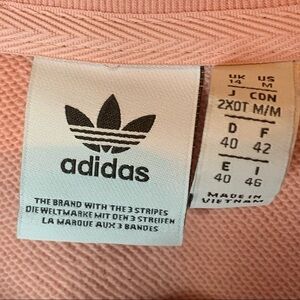 adidas
THE BRAND WITH THE 3 STRIPES
DIE WELTMARKE MIT DEN 3 STREIFEN
LA MARQUE AUX 3 BANDES
UK US
14 M
J CDN
2XOT M/M
D F
40 42
E I
40 46
MADE IN
VIETNAM